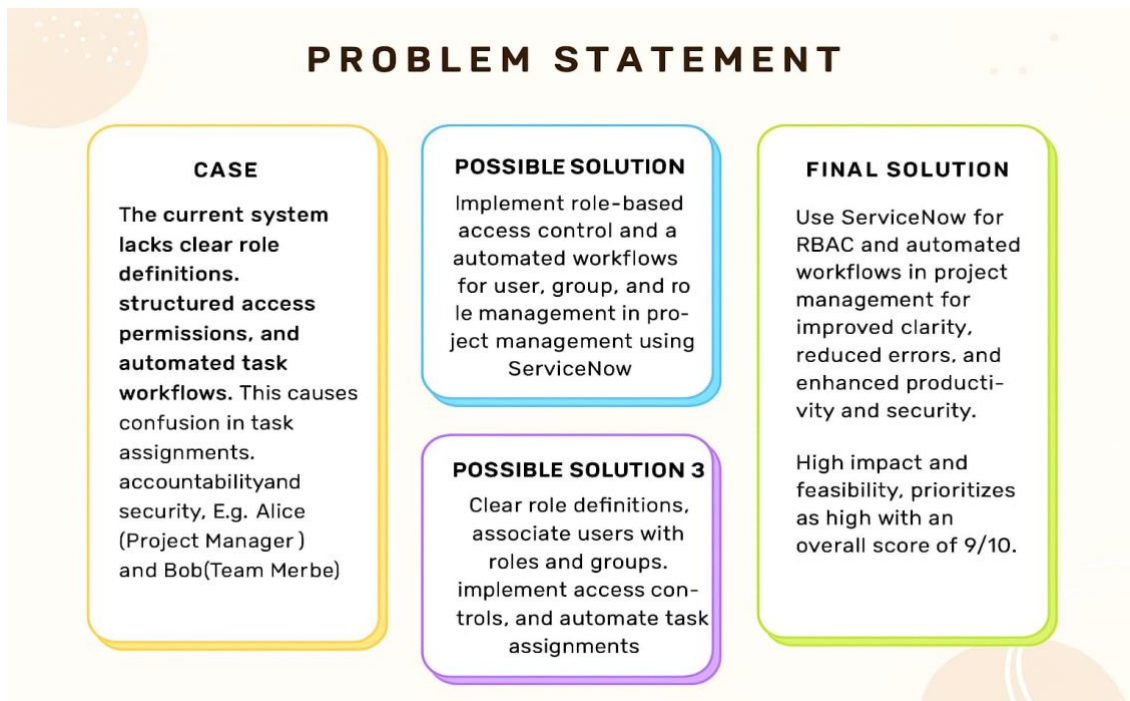 PROBLEM STATEMENT
CASE
The current system
lacks clear role
definitions.
structured access
permissions, and
automated task
workflows. This causes
confusion in task
assignments.
accountabilityand
security, E.g. Alice
(Project Manager )
and Bob(Team Merbe)
POSSIBLE SOLUTION
Implement role-based
access control and a
automated workflows
for user, group, and ro
le management in pro-
ject management using
ServiceNow
POSSIBLE SOLUTION 3
Clear role definitions,
associate users with
roles and groups.
implement access con-
trols, and automate task
assignments
FINAL SOLUTION
Use ServiceNow for
RBAC and automated
workflows in project
management for
improved clarity,
reduced errors, and
enhanced producti-
vity and security.
High impact and
feasibility, prioritizes
as high with an
overall score of 9/10.